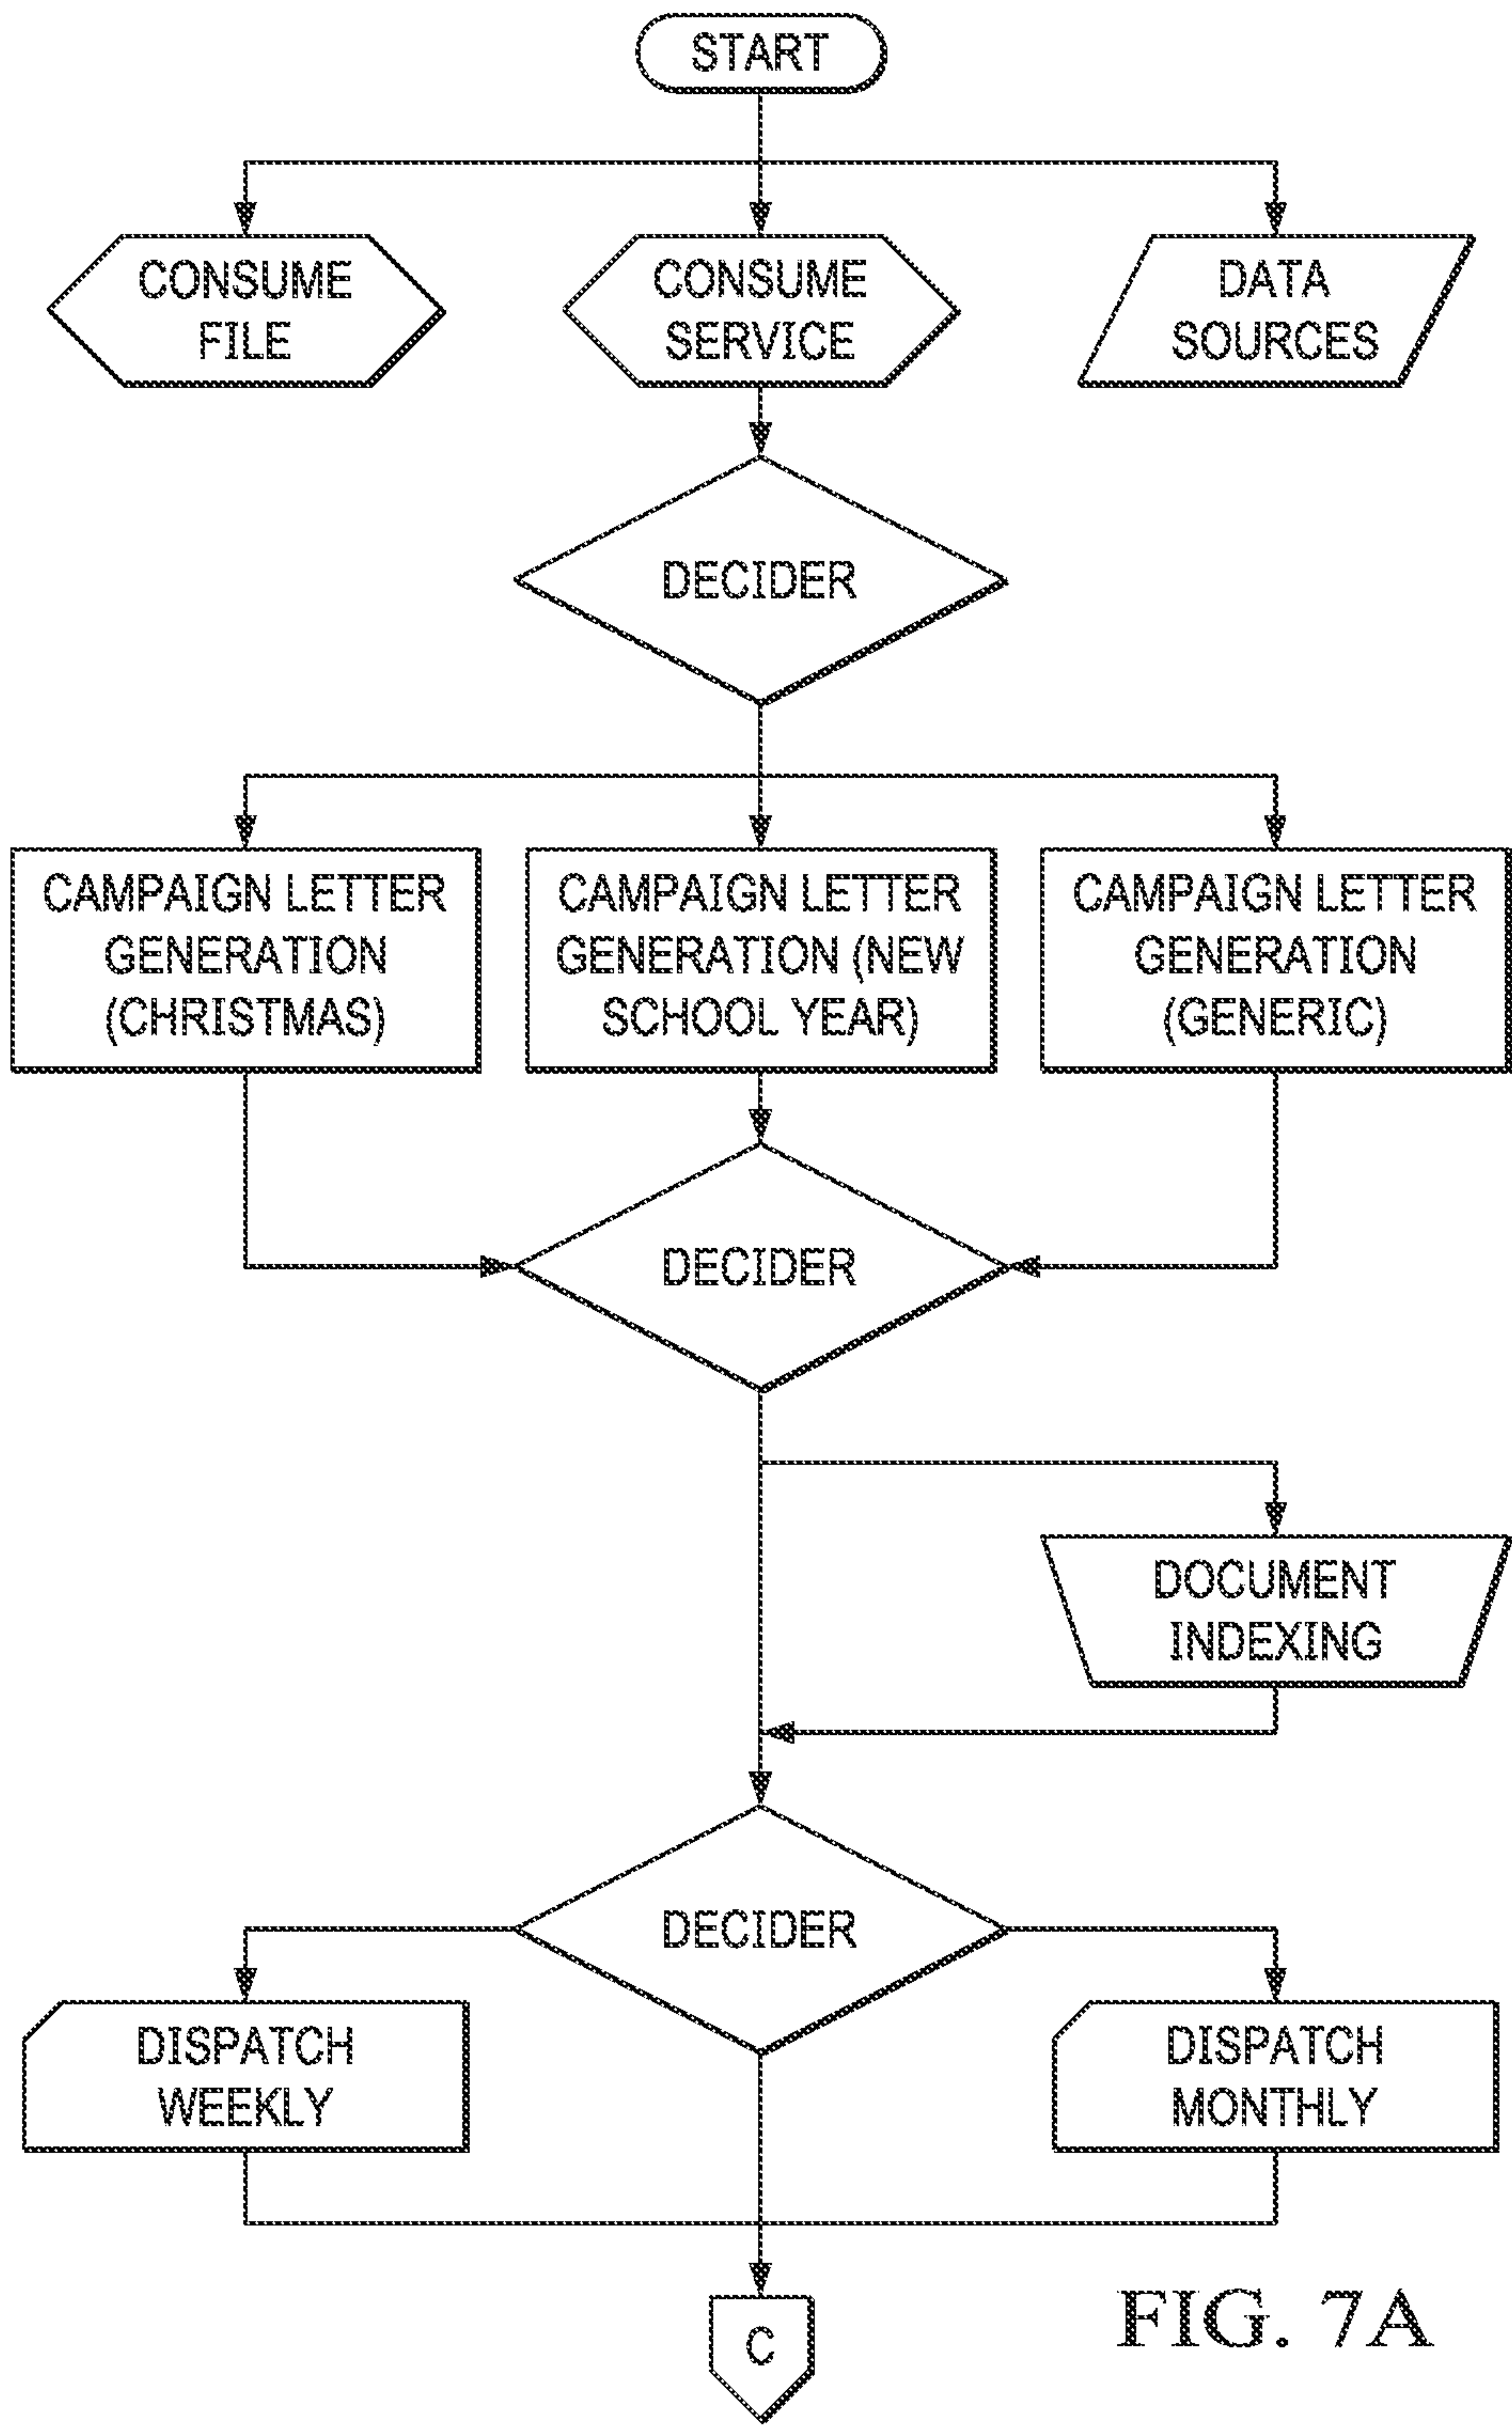 START
CONSUME
FILE
CONSUME
SERVICE
DATA
SOURCES
DECIDER
CAMPAIGN LETTER
GENERATION
(CHRISTMAS)
CAMPAIGN LETTER
GENERATION (NEW
SCHOOL YEAR)
CAMPAIGN LETTER
GENERATION
(GENERIC)
DECIDER
DOCUMENT
INDEXING
DECIDER
DISPATCH
WEEKLY
DISPATCH
MONTHLY
C
FIG. 7A